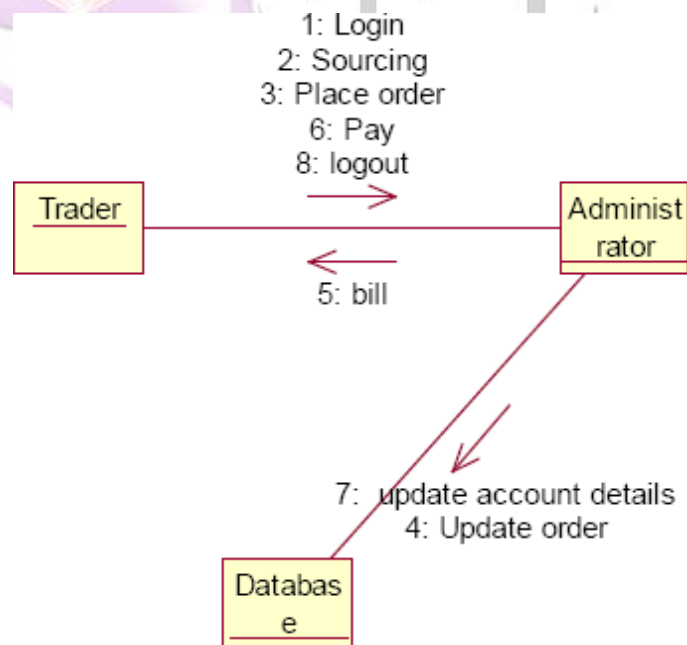 1: Login
2: Sourcing
3: Place order
6: Pay
8: logout
Trader
Administ
rator
5: bill
7: update account details
4: Update order
Databas
e